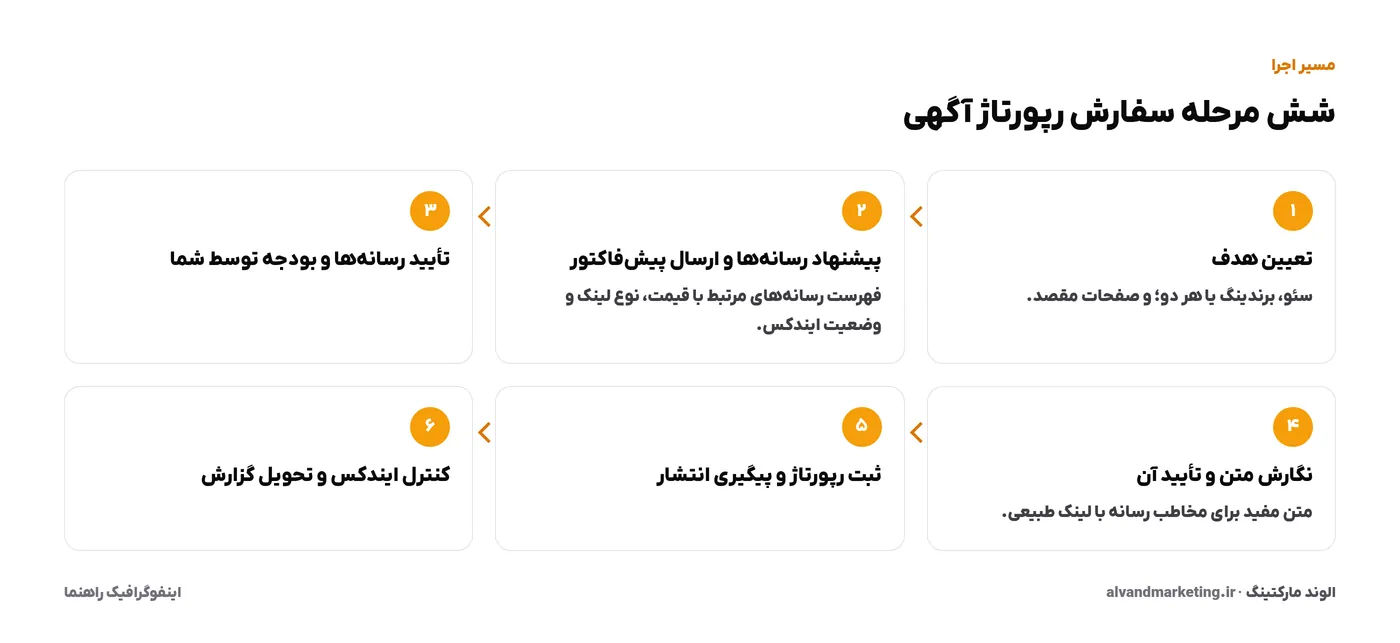 مسیر اجرا
شش مرحله سفارش رپورتاژ آگهی
۱
تعیین هدف
سئو، برندینگ یا هر دو؛ و صفحات مقصد.
۲
پیشنهاد رسانه‌ها و ارسال پیش‌فاکتور
فهرست رسانه‌های مرتبط با قیمت، نوع لینک و
وضعیت ایندکس.
۳
تأیید رسانه‌ها و بودجه توسط شما
۴
نگارش متن و تأیید آن
متن مفید برای مخاطب رسانه با لینک طبیعی.
۵
ثبت رپورتاژ و پیگیری انتشار
۶
کنترل ایندکس و تحویل گزارش
الوند مارکتینگ · alvandmarketing.ir
اینفوگرافیک راهنما